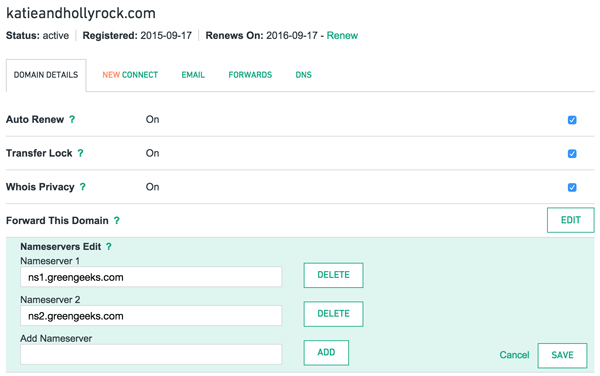 katieandhollyrock.com
Status: active Registered: 2015-09-17 Renews On: 2016-09-17 - Renew
DOMAIN DETAILS NEW CONNECT EMAIL FORWARDS DNS
Auto Renew ? On
Transfer Lock ? On
Whois Privacy ? On
Forward This Domain ? EDIT
Nameservers Edit ?
Nameserver 1
ns1.greengeeks.com DELETE
Nameserver 2
ns2.greengeeks.com DELETE
Add Nameserver
ADD Cancel SAVE